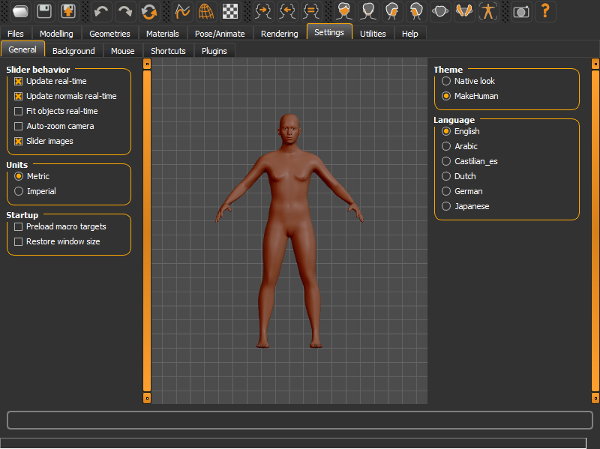 Files Modelling Geometries Materials Pose/Animate Rendering Settings Utilities Help
General Background Mouse Shortcuts Plugins
Slider behavior
Update real-time
Update normals real-time
Fit objects real-time
Auto-zoom camera
Slider images
Units
Metric
Imperial
Startup
Preload macro targets
Restore window size
Theme
Native look
MakeHuman
Language
English
Arabic
Castilian_es
Dutch
German
Japanese